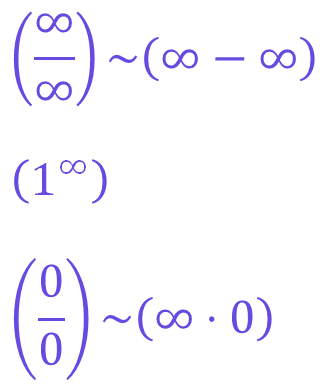 (∞/∞) ~ (∞ − ∞)
(1^∞)
(0/0) ~ (∞ · 0)